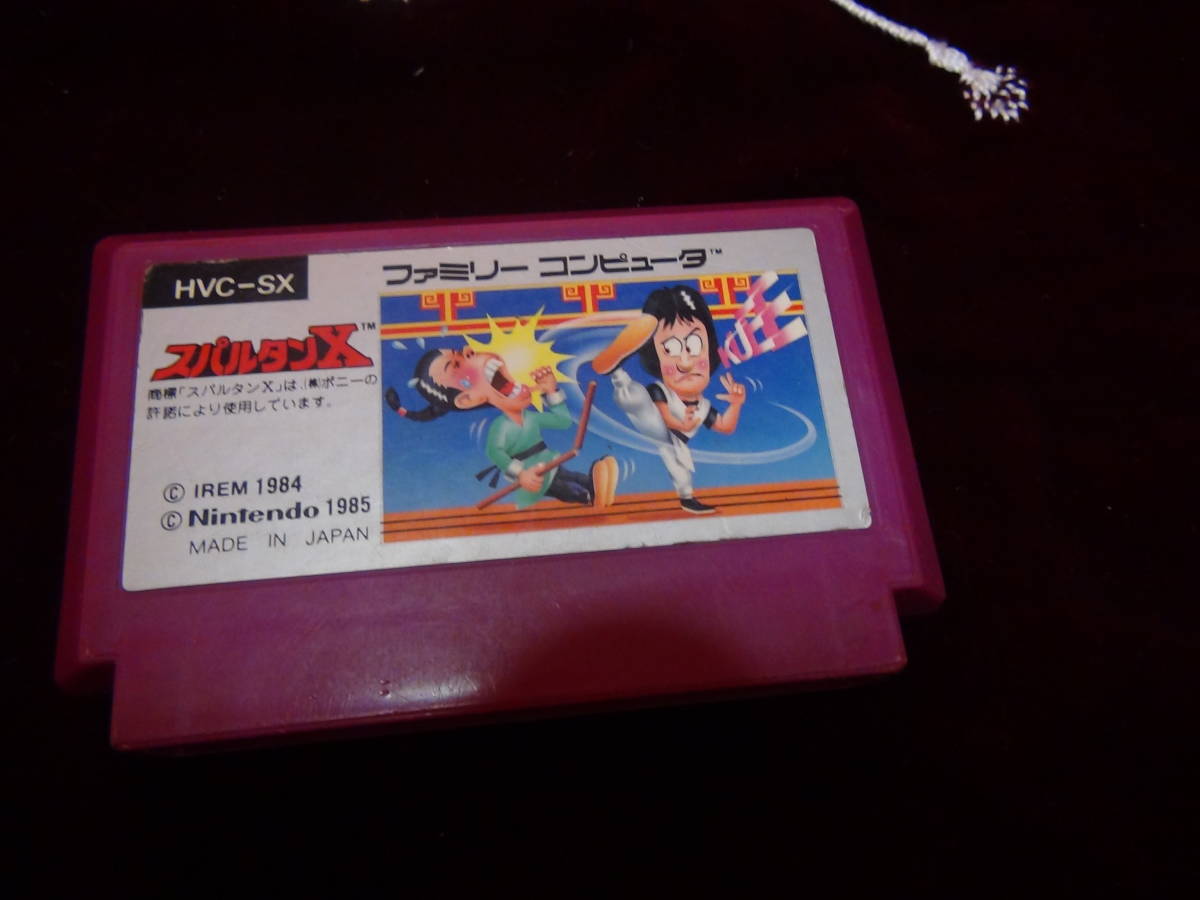 HVC-SX
ファミリー コンピュータ™
スパルタンX™
商標「スパルタンX」は、(株)ポニーの
許諾により使用しています。
© IREM 1984
© Nintendo 1985
MADE IN JAPAN